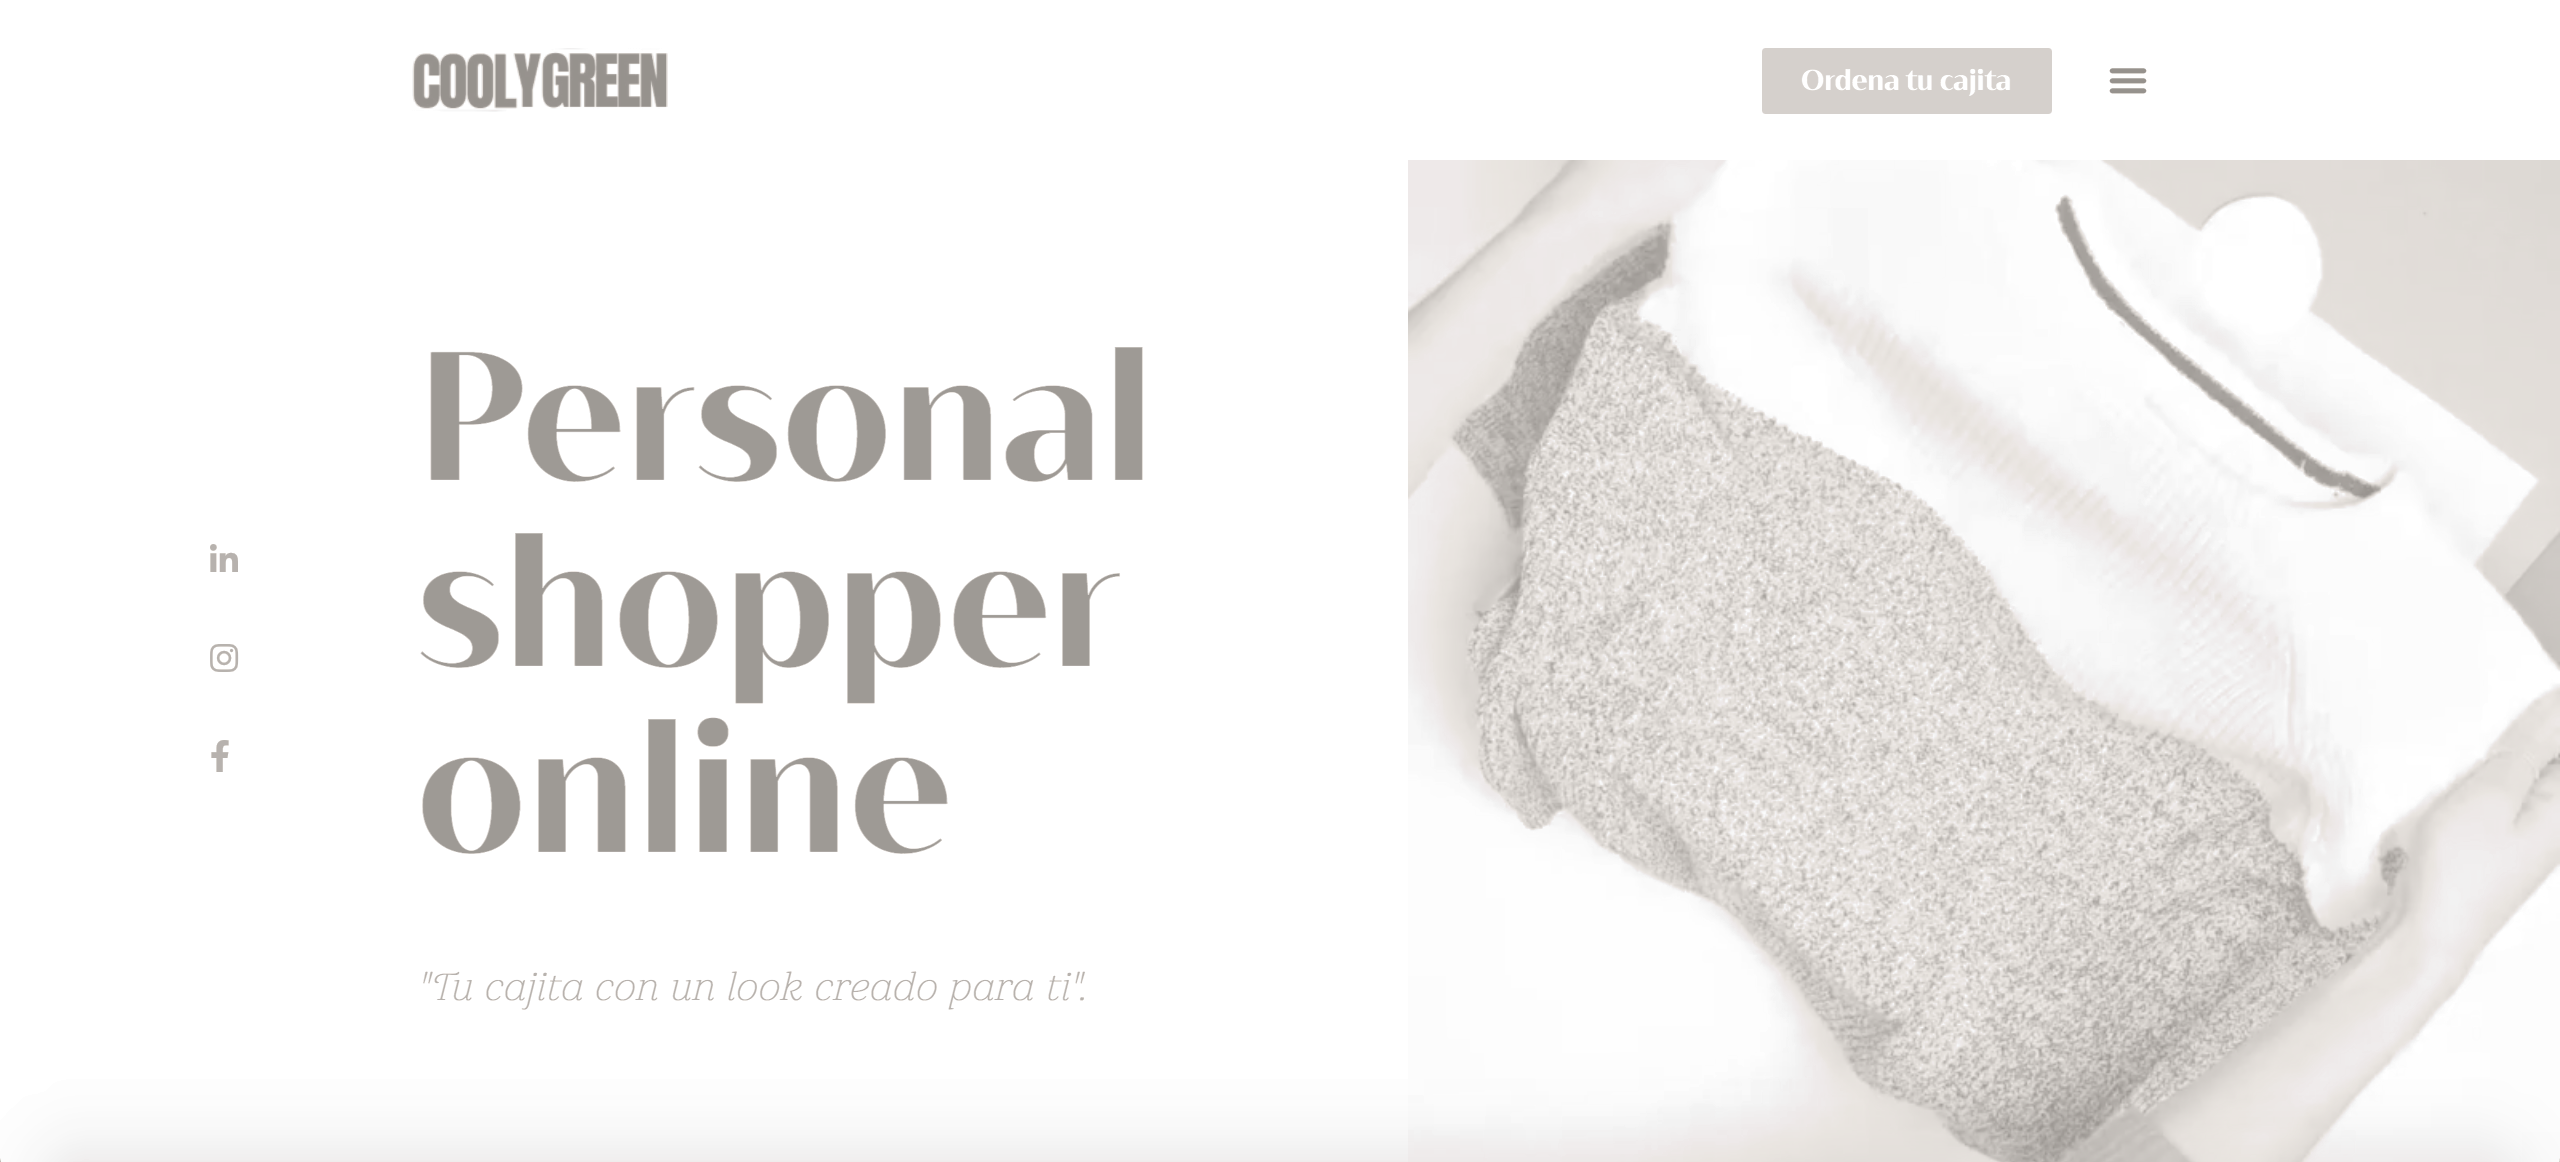 COOLYGREEN
Ordena tu cajita
Personal
shopper
online
"Tu cajita con un look creado para ti".